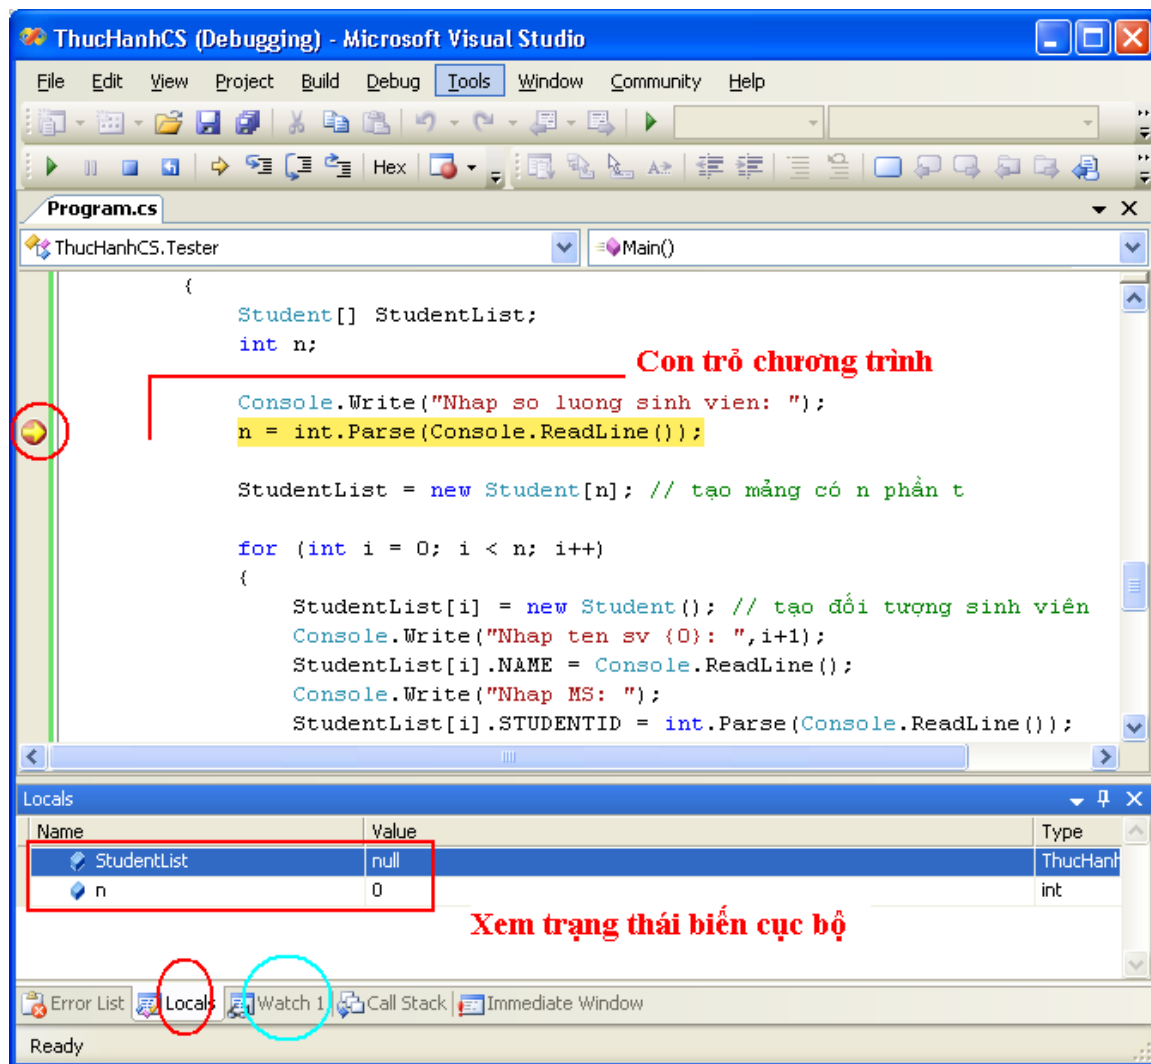 ThucHanhCS (Debugging) - Microsoft Visual Studio
File Edit View Project Build Debug Tools Window Community Help
Hex
Program.cs
ThucHanhCS.Tester Main()
{
Student[] StudentList;
int n;
Con trỏ chương trình
Console.Write("Nhap so luong sinh vien: ");
n = int.Parse(Console.ReadLine());
StudentList = new Student[n]; // tạo mảng có n phần t
for (int i = 0; i < n; i++)
{
StudentList[i] = new Student(); // tạo đối tượng sinh viên
Console.Write("Nhap ten sv {0}: ",i+1);
StudentList[i].NAME = Console.ReadLine();
Console.Write("Nhap MS: ");
StudentList[i].STUDENTID = int.Parse(Console.ReadLine());
Locals
Name Value Type
StudentList null ThucHanh
n 0 int
Xem trạng thái biến cục bộ
Error List Locals Watch 1 Call Stack Immediate Window
Ready